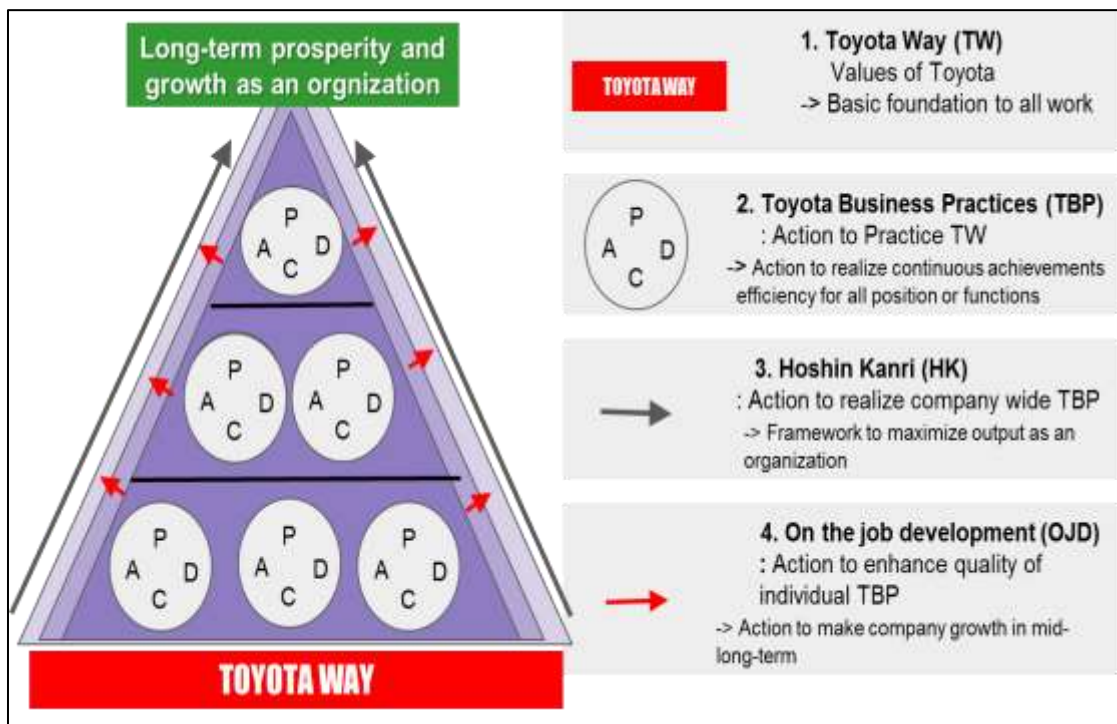 Long-term prosperity and
growth as an orgnization
P
A D
C
P P
A D A D
C C
P P P
A D A D A D
C C C
TOYOTA WAY
TOYOTA WAY
1. Toyota Way (TW)
Values of Toyota
-> Basic foundation to all work
P
A D
C
2. Toyota Business Practices (TBP)
: Action to Practice TW
-> Action to realize continuous achievements
efficiency for all position or functions
3. Hoshin Kanri (HK)
: Action to realize company wide TBP
-> Framework to maximize output as an
organization
4. On the job development (OJD)
: Action to enhance quality of
individual TBP
-> Action to make company growth in mid-
long-term